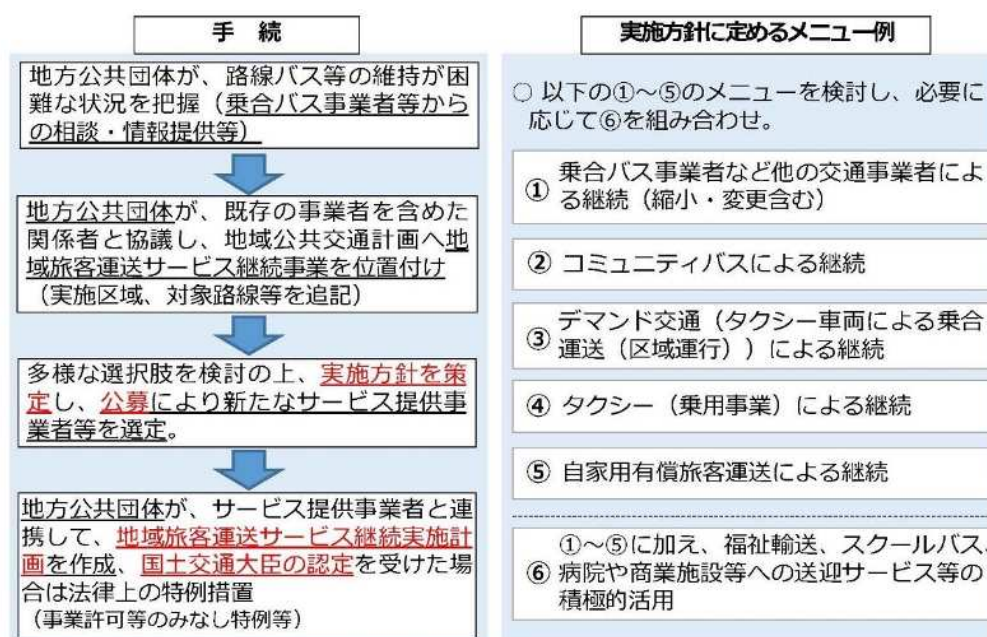 手 続
地方公共団体が、路線バス等の維持が困
難な状況を把握（乗合バス事業者等から
の相談・情報提供等）
地方公共団体が、既存の事業者を含めた
関係者と協議し、地域公共交通計画へ地
域旅客運送サービス継続事業を位置付け
（実施区域、対象路線等を追記）
多様な選択肢を検討の上、実施方針を策
定し、公募により新たなサービス提供事
業者等を選定。
地方公共団体が、サービス提供事業者と連
携して、地域旅客運送サービス継続実施計
画を作成、国土交通大臣の認定を受けた場
合は法律上の特例措置
（事業許可等のみなし特例等）
実施方針に定めるメニュー例
○ 以下の①～⑤のメニューを検討し、必要に
応じて⑥を組み合わせ。
① 乗合バス事業者など他の交通事業者によ
る継続（縮小・変更含む）
② コミュニティバスによる継続
③ デマンド交通（タクシー車両による乗合
運送（区域運行））による継続
④ タクシー（乗用事業）による継続
⑤ 自家用有償旅客運送による継続
①～⑤に加え、福祉輸送、スクールバス、
⑥ 病院や商業施設等への送迎サービス等の
積極的活用